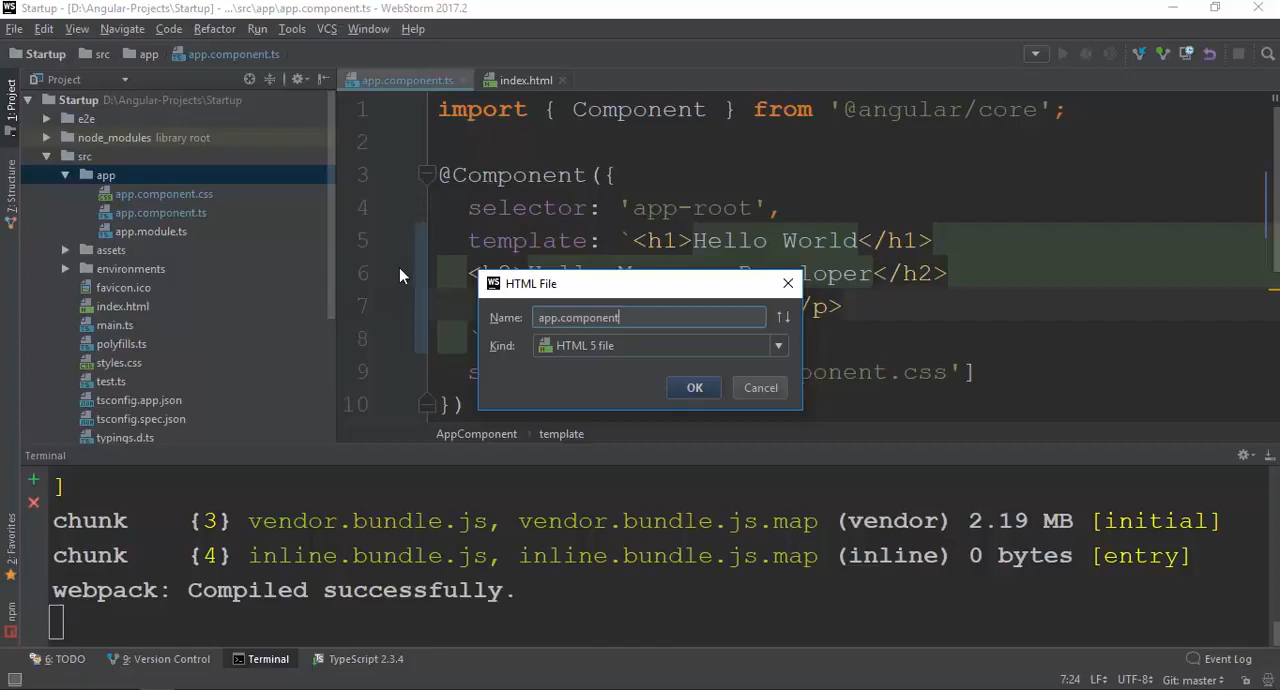 WS Startup - [D:\Angular-Projects\Startup] - ...\src\app\app.component.ts - WebStorm 2017.2
File Edit View Navigate Code Refactor Run Tools VCS Window Help
Startup src app app.component.ts
Project
app.component.ts index.html
1: Project
7: Structure
2: Favorites
npm
Startup D:\Angular-Projects\Startup
e2e
node_modules library root
src
app
app.component.css
app.component.ts
app.module.ts
assets
environments
favicon.ico
index.html
main.ts
polyfills.ts
styles.css
test.ts
tsconfig.app.json
tsconfig.spec.json
typings.d.ts
1 import { Component } from '@angular/core';
2
3 @Component({
4 selector: 'app-root',
5 template: `<h1>Hello World</h1>
6 loper</h2>
7 /p>
8
9 s ponent.css']
10 })
WS HTML File
Name: app.component
Kind: HTML 5 file
OK Cancel
AppComponent template
Terminal
]
chunk {3} vendor.bundle.js, vendor.bundle.js.map (vendor) 2.19 MB [initial]
chunk {4} inline.bundle.js, inline.bundle.js.map (inline) 0 bytes [entry]
webpack: Compiled successfully.
6: TODO 9: Version Control Terminal TypeScript 2.3.4 Event Log
7:24 LF UTF-8 Git: master